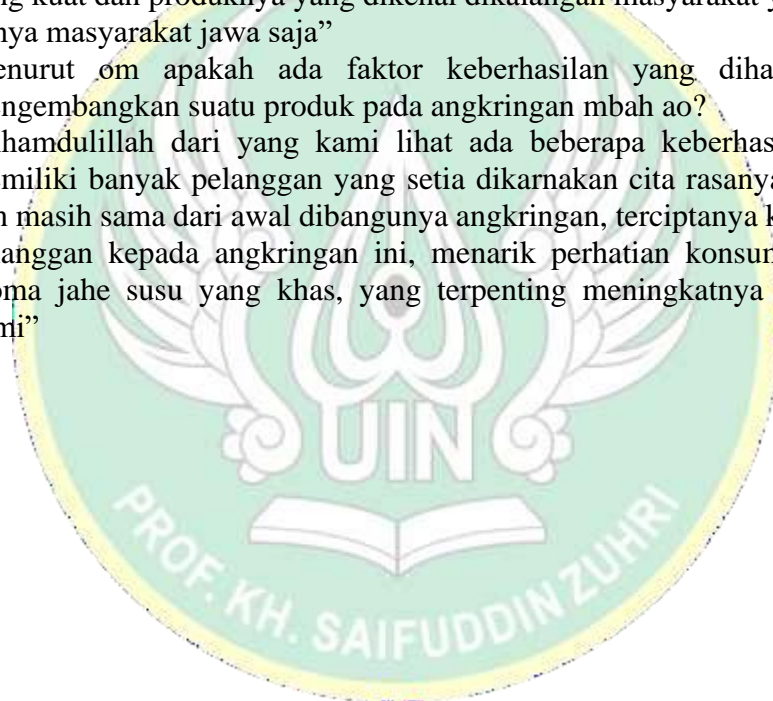 ng kuat dan produknya yang dikenal dikalangan masyarakat y
nya masyarakat jawa saja”
enurut om apakah ada faktor keberhasilan yang diha
engembangkan suatu produk pada angkringan mbah ao?
hamdulillah dari yang kami lihat ada beberapa keberhas
emiliki banyak pelanggan yang setia dikarnakan cita rasanya
n masih sama dari awal dibangunya angkringan, terciptanya k
anggan kepada angkringan ini, menarik perhatian konsum
oma jahe susu yang khas, yang terpenting meningkatnya
mi”
UIN
PROF. KH. SAIFUDDIN ZUHRI